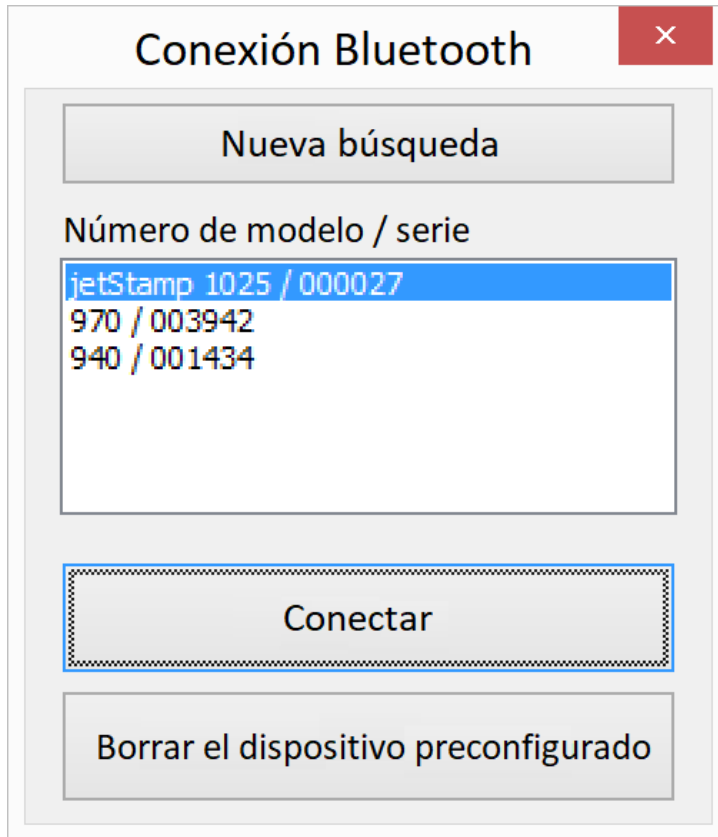 Conexión Bluetooth
Nueva búsqueda
Número de modelo / serie
jetStamp 1025 / 000027
970 / 003942
940 / 001434
Conectar
Borrar el dispositivo preconfigurado